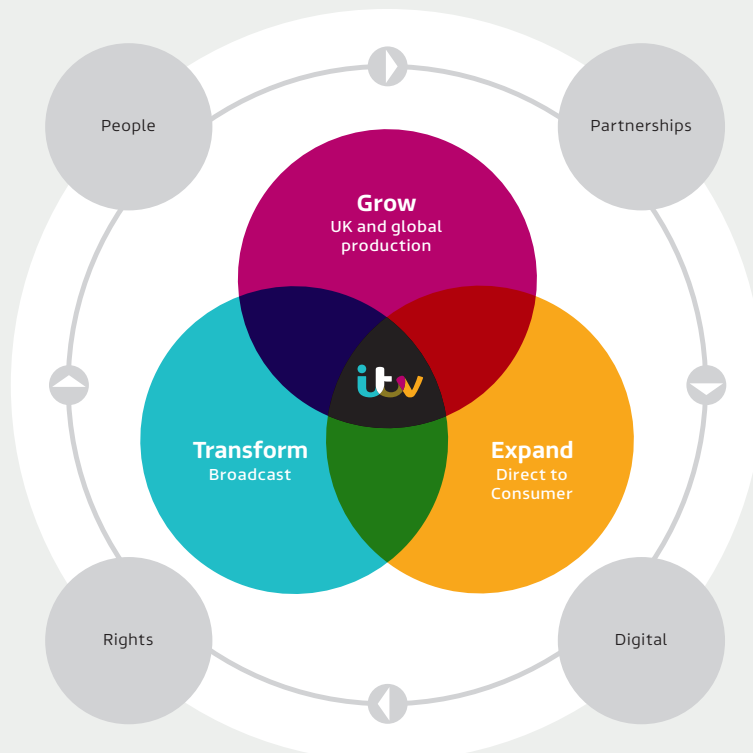 People
Partnerships
Grow
UK and global
production
itv
Transform
Broadcast
Expand
Direct to
Consumer
Rights
Digital